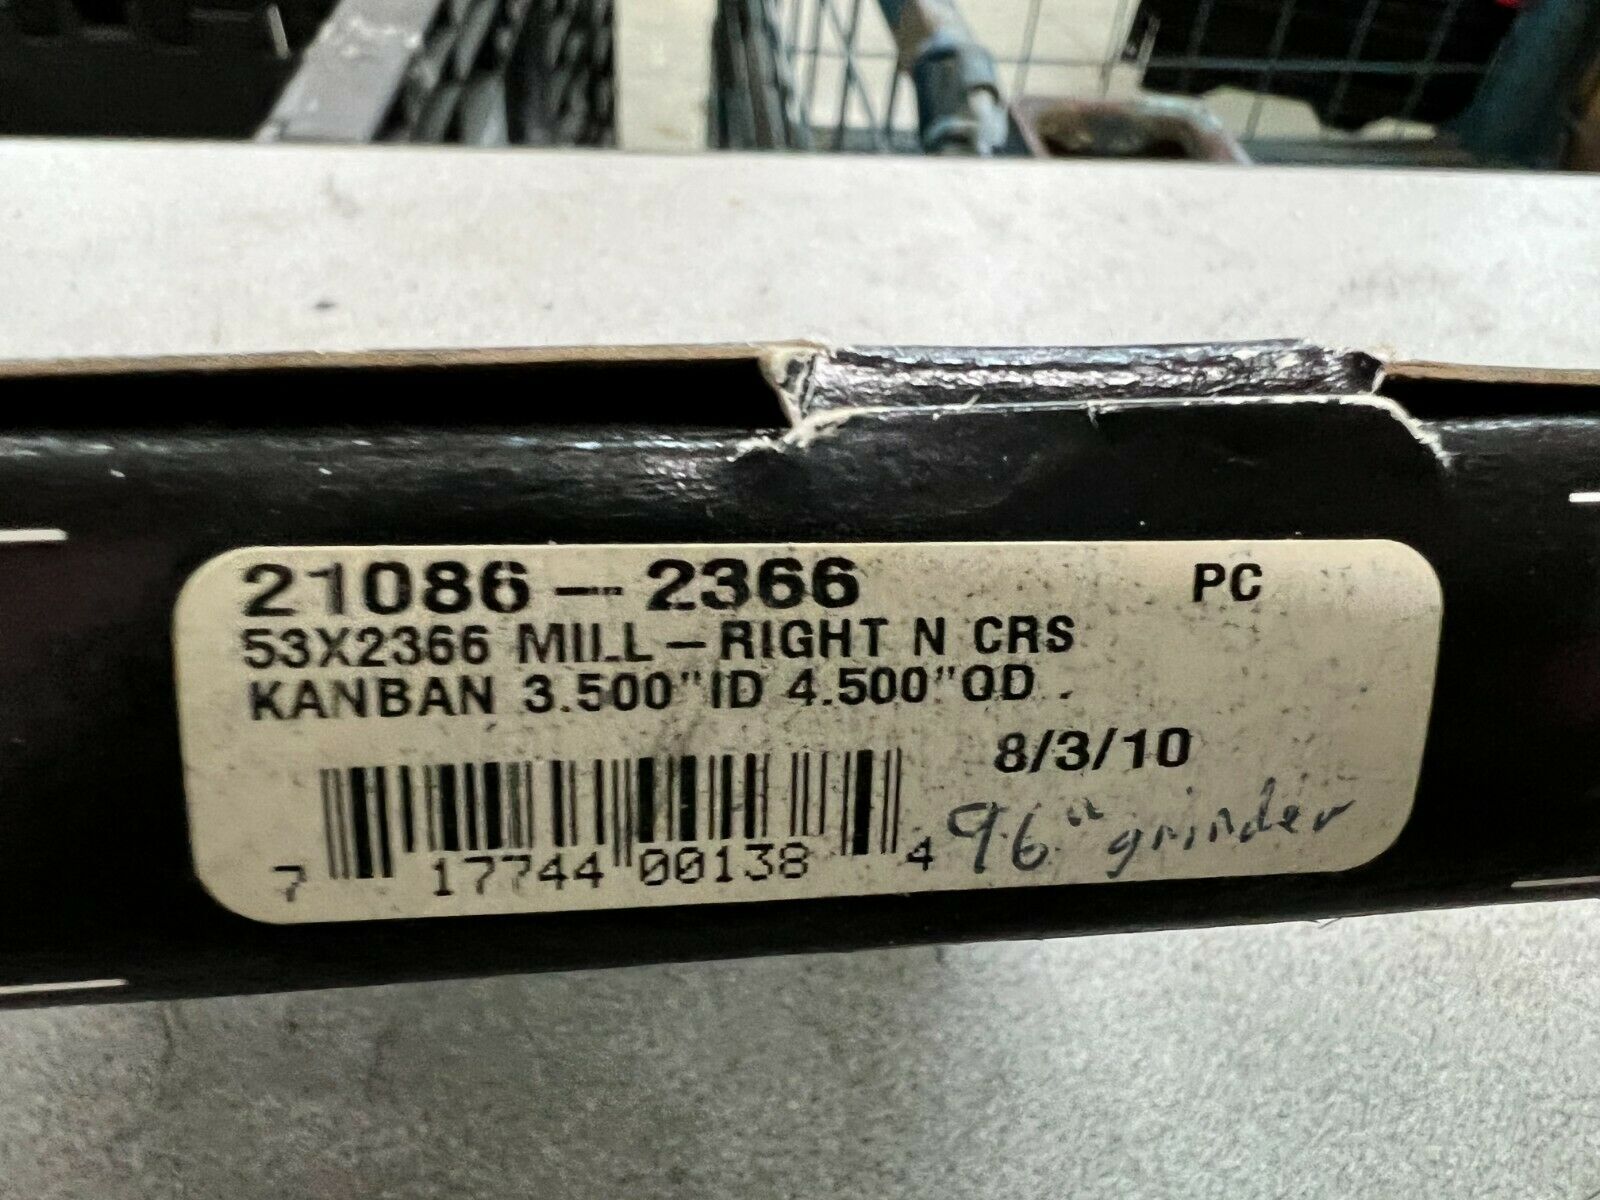 21086-2366 PC
53X2366 MILL-RIGHT N CRS
KANBAN 3.500"ID 4.500"OD.
8/3/10
96" grinder
7 17744 00138 4